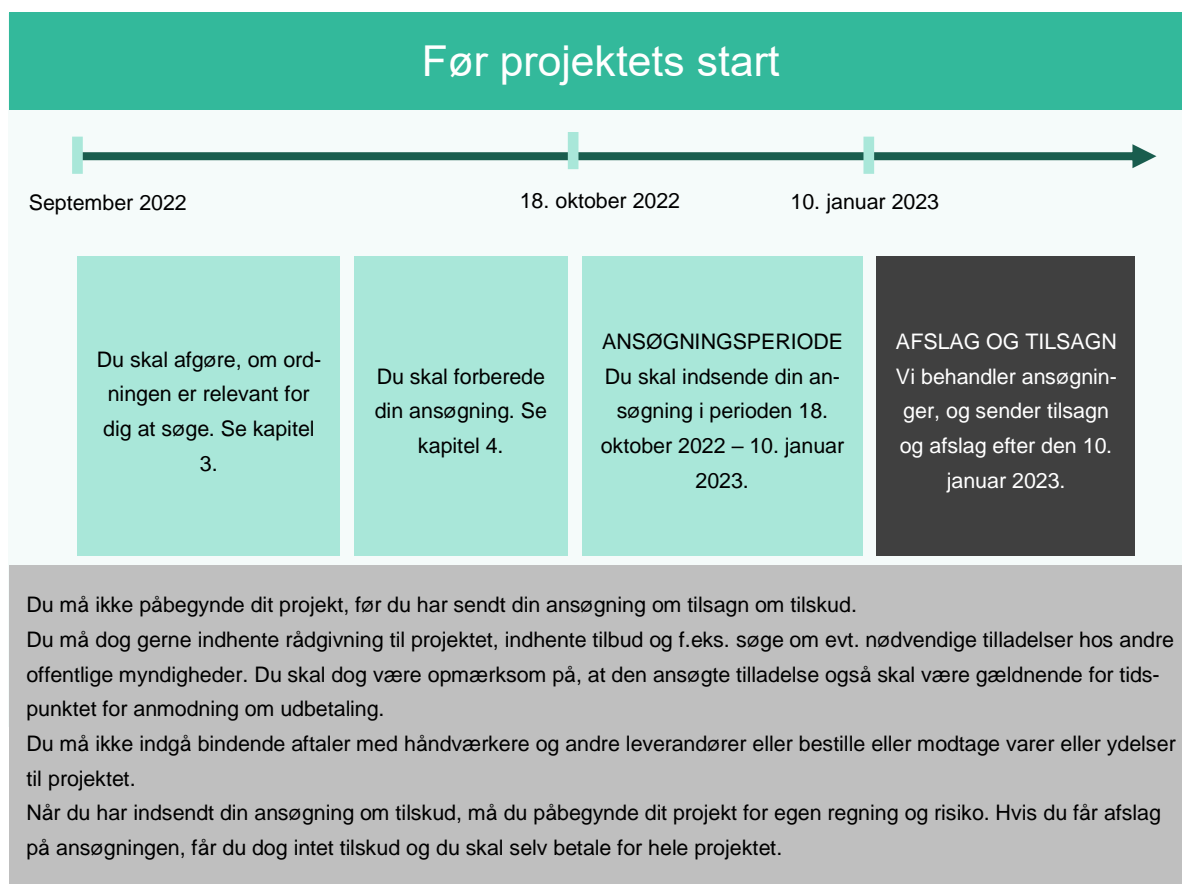 Før projektets start
September 2022
18. oktober 2022
10. januar 2023
Du skal afgøre, om ord-
ningen er relevant for
dig at søge. Se kapitel
3.
Du skal forberede
din ansøgning. Se
kapitel 4.
ANSØGNINGSPERIODE
Du skal indsende din an-
søgning i perioden 18.
oktober 2022 – 10. januar
2023.
AFSLAG OG TILSAGN
Vi behandler ansøgnin-
ger, og sender tilsagn
og afslag efter den 10.
januar 2023.
Du må ikke påbegynde dit projekt, før du har sendt din ansøgning om tilsagn om tilskud.
Du må dog gerne indhente rådgivning til projektet, indhente tilbud og f.eks. søge om evt. nødvendige tilladelser hos andre
offentlige myndigheder. Du skal dog være opmærksom på, at den ansøgte tilladelse også skal være gældnende for tids-
punktet for anmodning om udbetaling.
Du må ikke indgå bindende aftaler med håndværkere og andre leverandører eller bestille eller modtage varer eller ydelser
til projektet.
Når du har indsendt din ansøgning om tilskud, må du påbegynde dit projekt for egen regning og risiko. Hvis du får afslag
på ansøgningen, får du dog intet tilskud og du skal selv betale for hele projektet.